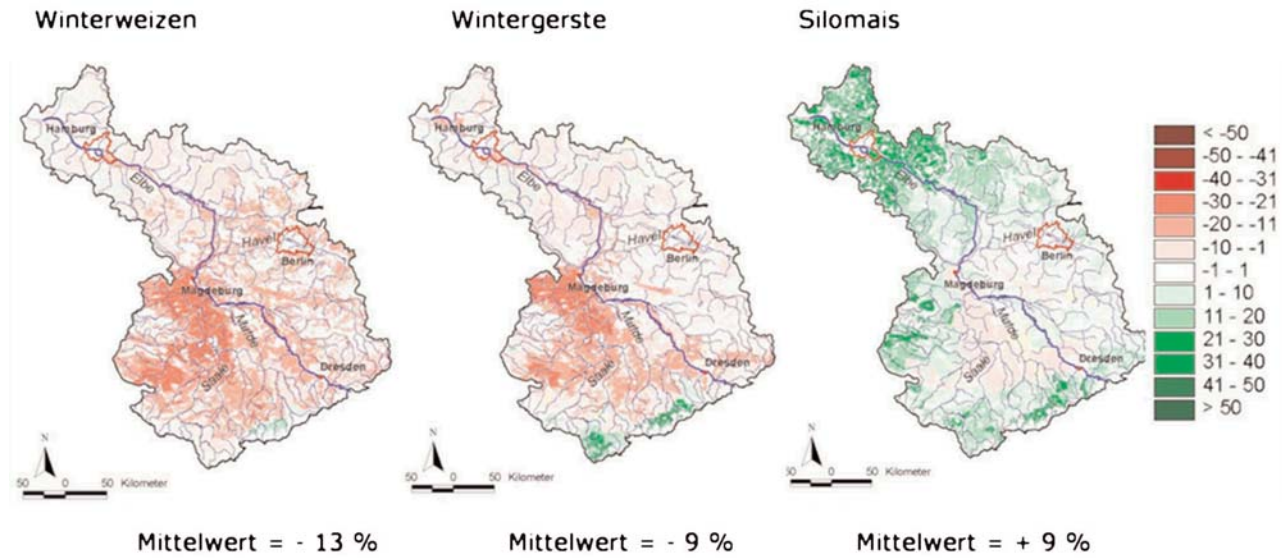 Winterweizen
Hamburg
Elbe
Havel
Berlin
Magdeburg
Mulde
Saale
Dresden
N
50 0 50 Kilometer
Mittelwert = - 13 %
Wintergerste
Hamburg
Elbe
Havel
Berlin
Magdeburg
Mulde
Saale
Dresden
N
50 0 50 Kilometer
Mittelwert = - 9 %
Silomais
Hamburg
Elbe
Havel
Berlin
Magdeburg
Mulde
Saale
Dresden
N
50 0 50 Kilometer
Mittelwert = + 9 %
< -50
-50 - -41
-40 - -31
-30 - -21
-20 - -11
-10 - -1
-1 - 1
1 - 10
11 - 20
21 - 30
31 - 40
41 - 50
> 50